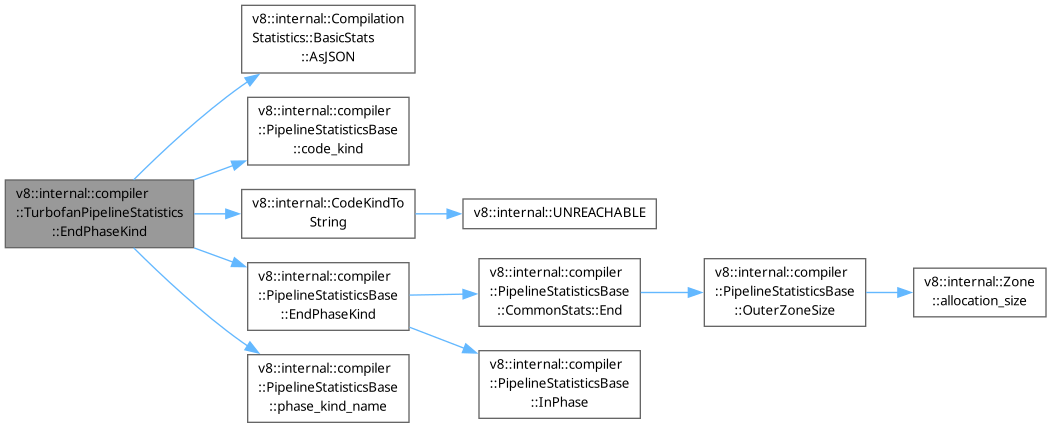 v8::internal::Compilation
Statistics::BasicStats
::AsJSON
v8::internal::compiler
::PipelineStatisticsBase
::code_kind
v8::internal::compiler
::TurbofanPipelineStatistics
::EndPhaseKind
v8::internal::CodeKindTo
String
v8::internal::UNREACHABLE
v8::internal::compiler
::PipelineStatisticsBase
::EndPhaseKind
v8::internal::compiler
::PipelineStatisticsBase
::CommonStats::End
v8::internal::compiler
::PipelineStatisticsBase
::OuterZoneSize
v8::internal::Zone
::allocation_size
v8::internal::compiler
::PipelineStatisticsBase
::InPhase
v8::internal::compiler
::PipelineStatisticsBase
::phase_kind_name